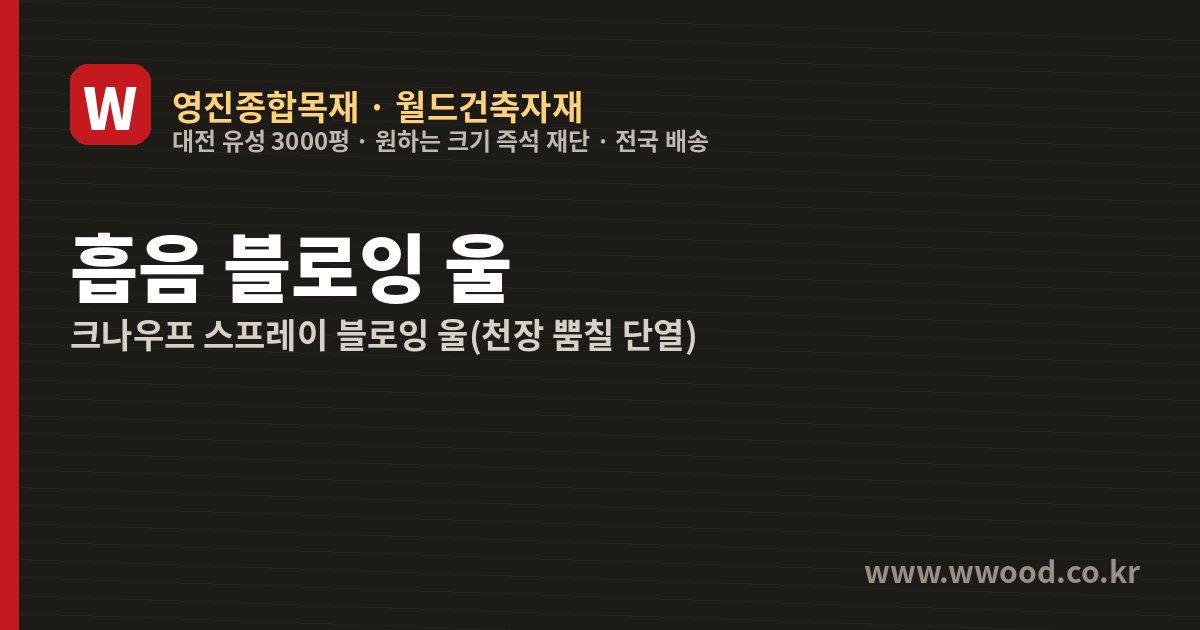 W
영진종합목재 · 월드건축자재
대전 유성 3000평 · 원하는 크기 즉석 재단 · 전국 배송
흡음 블로잉 울
크나우프 스프레이 블로잉 울(천장 뿜칠 단열)
www.wwood.co.kr